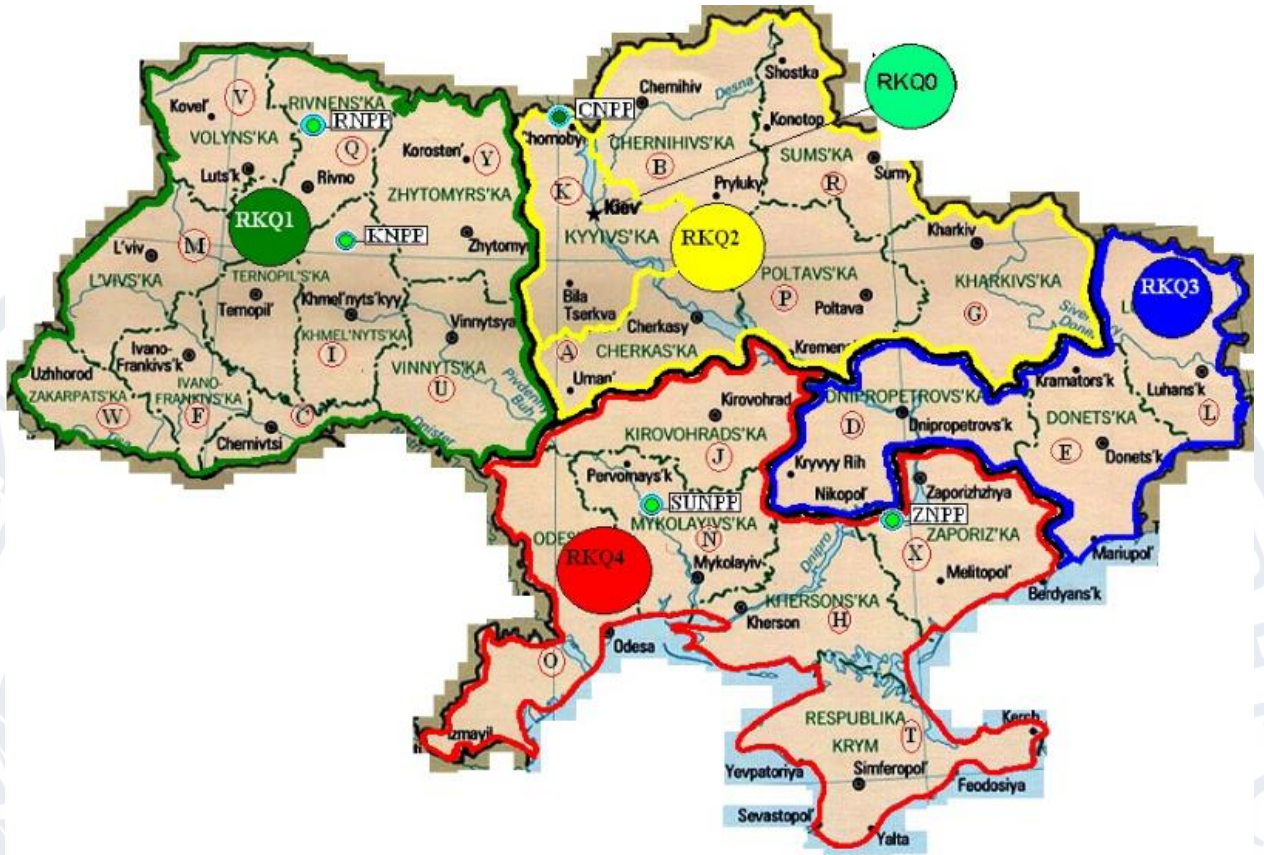 Shostka
RKQ0
Chernihiv
Desna
V
RIVNENS'KA
CNPP
Kovel'
RNPP
Konotop
VOLYNS'KA
CHERNIHIVS'KA
SUMS'KA
Q
Korosten'
Y
B
Sumy
Luts'k
Rivno
K
Pryluky
R
ZHYTOMYRS'KA
RKQ1
Kiev
KNPP
RKQ2
KYYIVS'KA
Kharkiv
M
L'viv
Zhytomyr
POLTAVS'KA
KHARKIVS'KA
L'VIVS'KA
TERNOPIL'S'KA
RKQ3
Bila
Tserkva
P
Poltava
G
Ternopil'
Khmel'nyts'kyy
Vinnytsya
Cherkasy
KHMEL'NYTS'KA
Ivano-
Frankivs'k
I
A
CHERKAS'KA
Uzhhorod
VINNYTS'KA
Uman'
Kramators'k
Luhans'k
ZAKARPATS'KA
IVANO-
FRANKIVS'KA
U
Pivdenny
Buh
DNIPROPETROVS'KA
W
F
C
Kirovohrad
L
Chernivtsi
Dnister
D
Dnipropetrovs'k
DONETS'KA
KIROVOHRADS'KA
J
E
Donets'k
Pervomays'k
Kryvyy Rih
Zaporizhzhya
SUNPP
Nikopol'
ZNPP
MYKOLAYIVS'KA
ZAPORIZ'KA
N
Dnipro
X
Mariupol'
RKQ4
Mykolayiv
Melitopol'
Berdyans'k
KHERSONS'KA
Kherson
H
Odesa
O
RESPUBLIKA
KRYM
T
Kerch
Yevpatoriya
Simferopol'
Feodosiya
Sevastopol'
Yalta